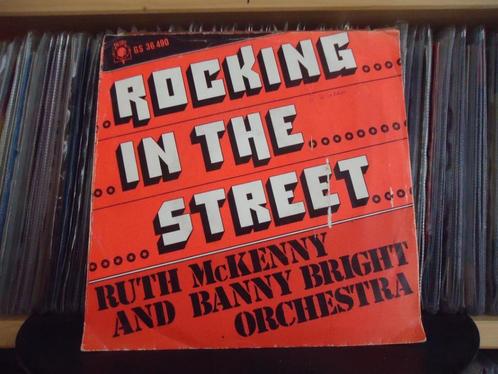 GS 36 490
..ROCKING....
...IN THE....
..... STREET....
RUTH McKENNY
AND BANNY BRIGHT
ORCHESTRA